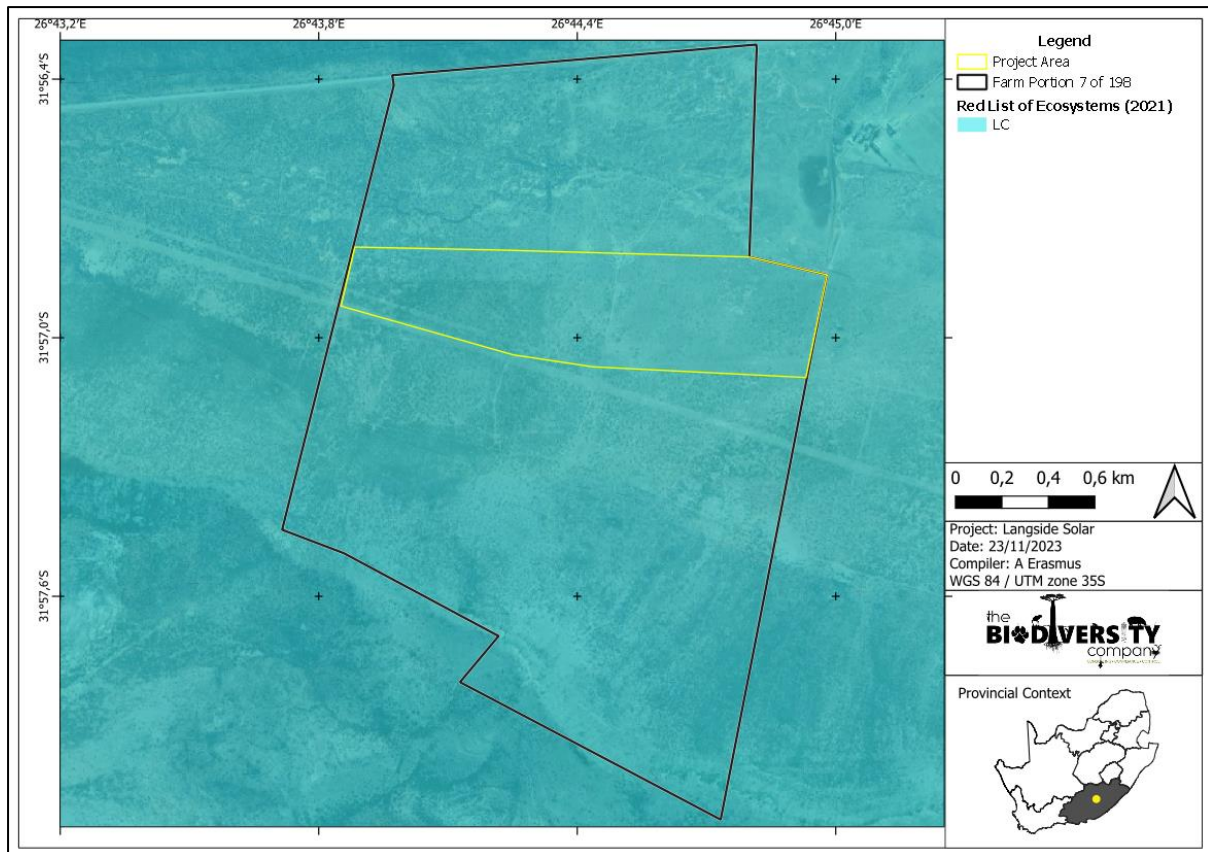 26°43,2'E
26°43,8'E
26°44,4'E
26°45,0'E
31°56,4'S
31°57,0'S
31°57,6'S
Legend
Project Area
Farm Portion 7 of 198
Red List of Ecosystems (2021)
LC
0 0,2 0,4 0,6 km
Project: Langside Solar
Date: 23/11/2023
Compiler: A Erasmus
WGS 84 / UTM zone 35S
the
BIODIVERSITY
company
Provincial Context